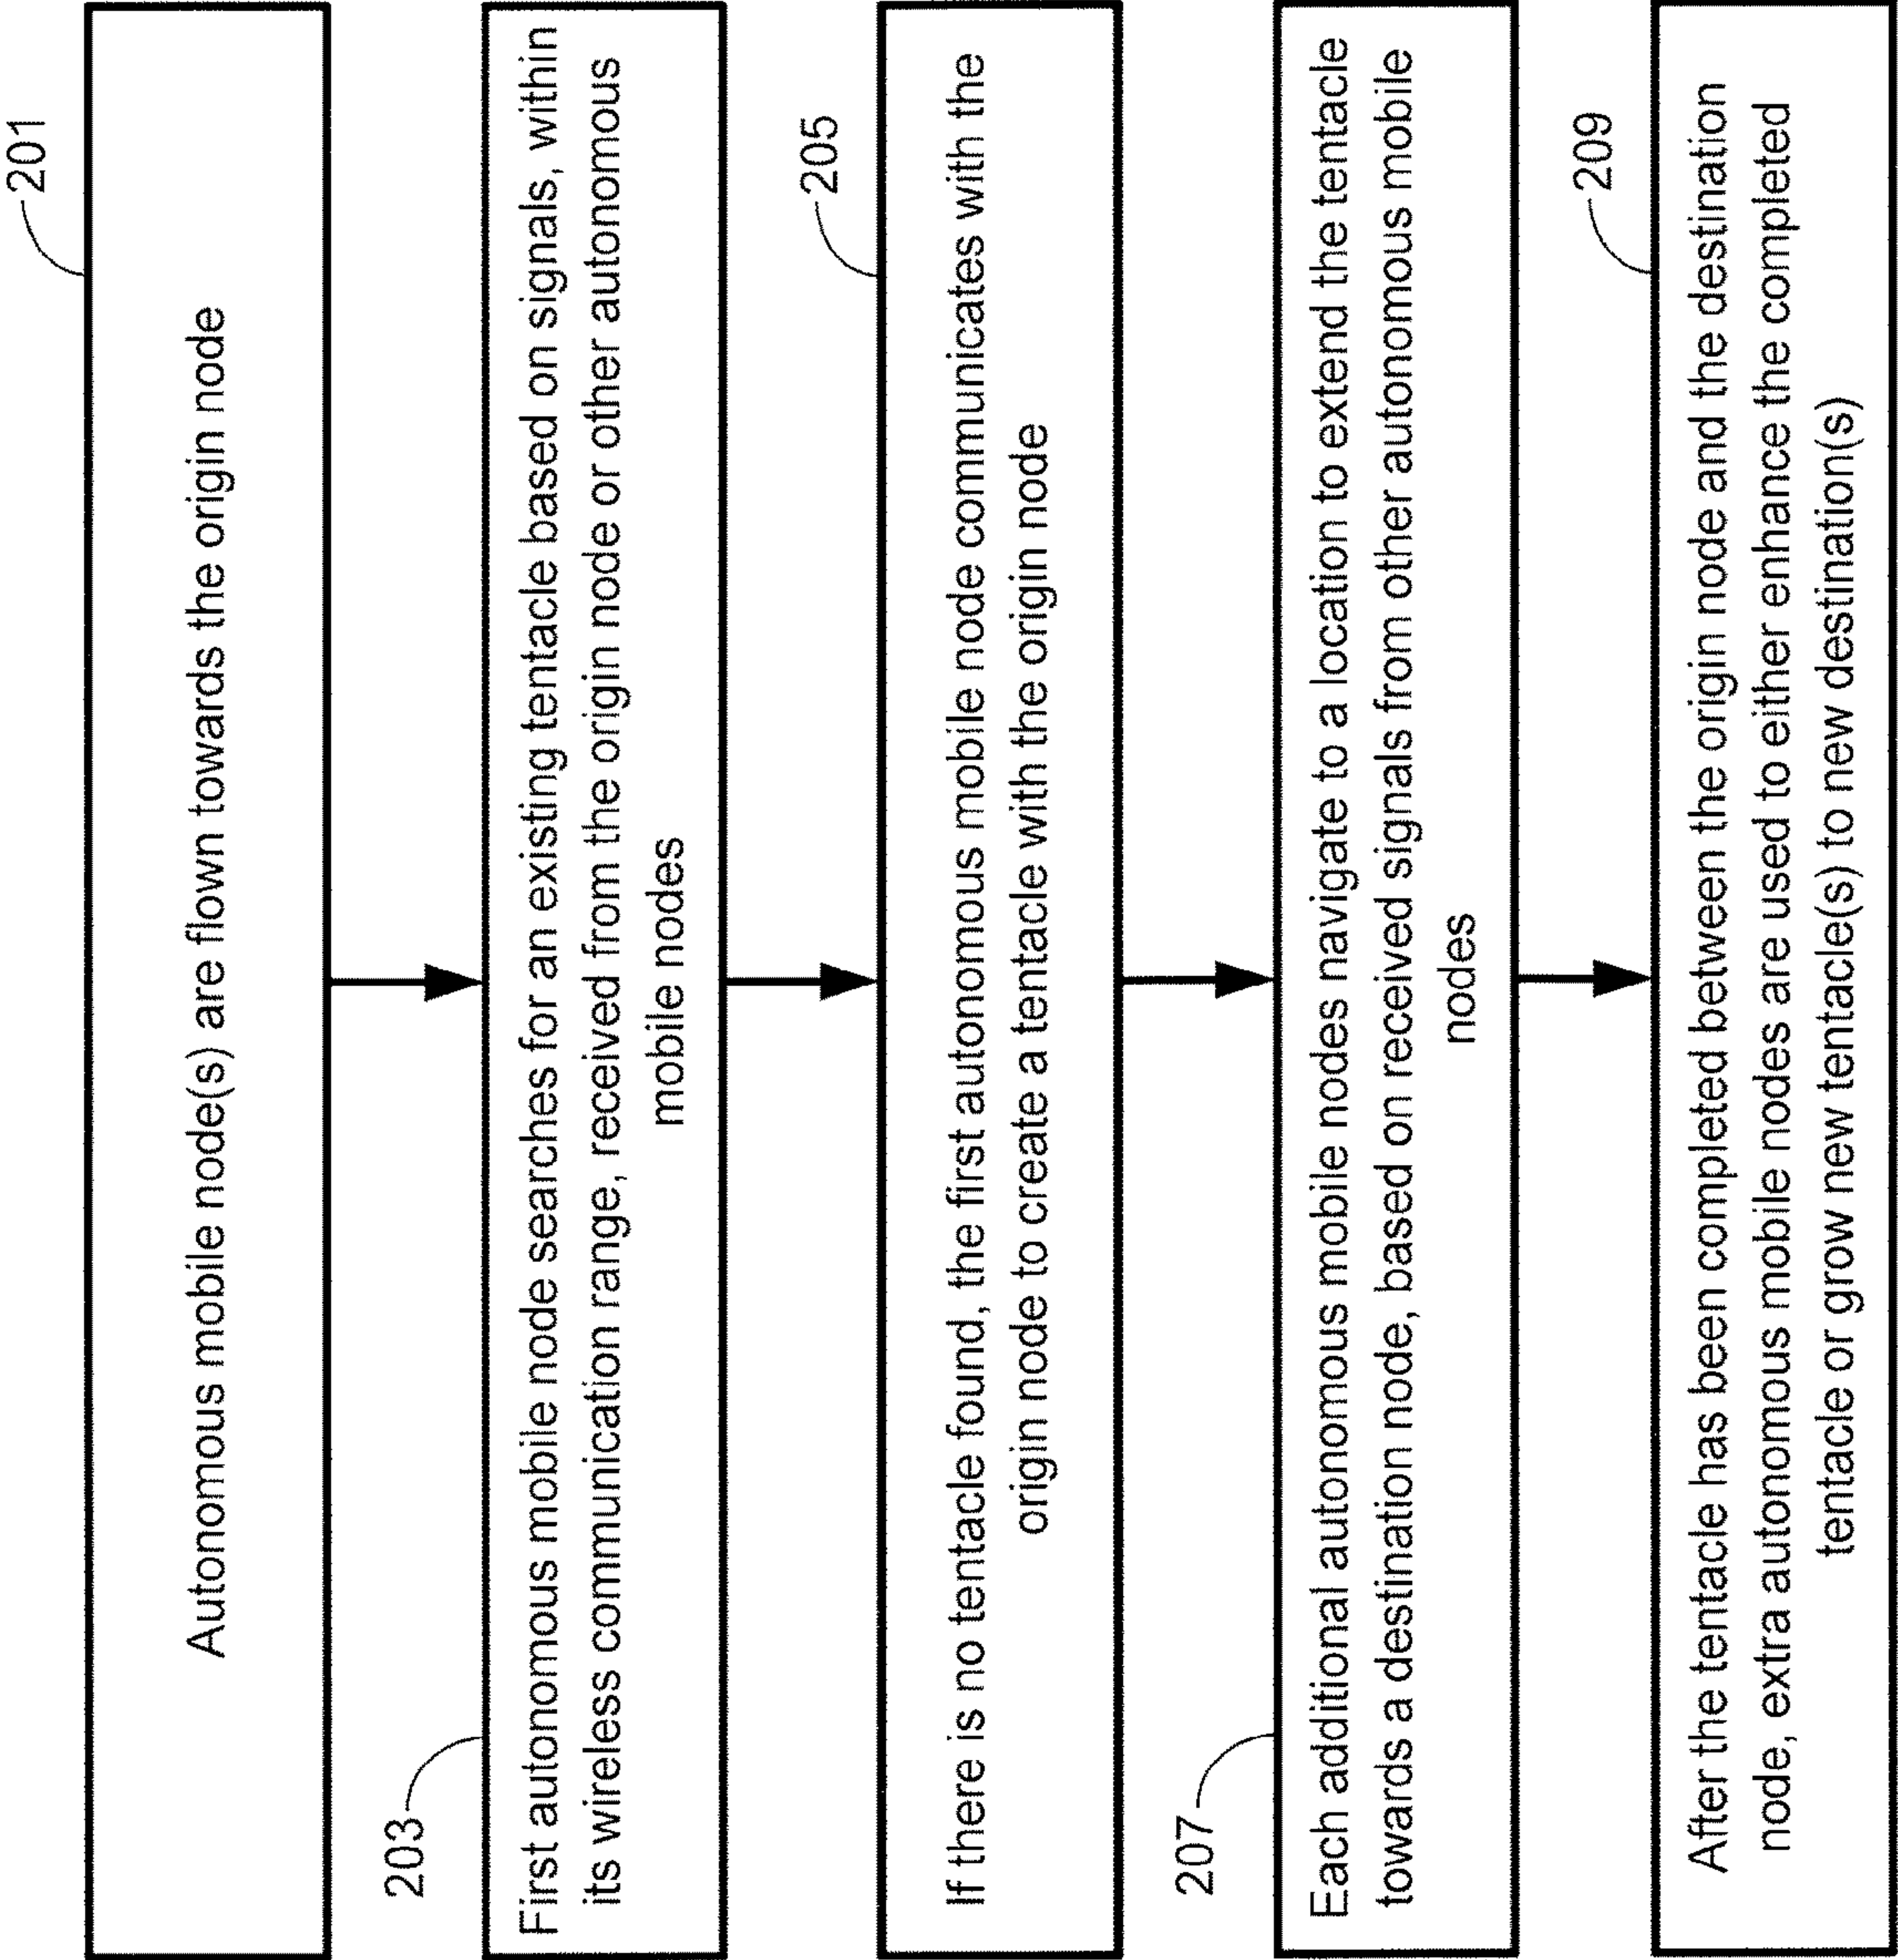 201
Autonomous mobile node(s) are flown towards the origin node
203
First autonomous mobile node searches for an existing tentacle based on signals, within
its wireless communication range, received from the origin node or other autonomous
mobile nodes
205
If there is no tentacle found, the first autonomous mobile node communicates with the
origin node to create a tentacle with the origin node
207
Each additional autonomous mobile nodes navigate to a location to extend the tentacle
towards a destination node, based on received signals from other autonomous mobile
nodes
209
After the tentacle has been completed between the origin node and the destination
node, extra autonomous mobile nodes are used to either enhance the completed
tentacle or grow new tentacle(s) to new destination(s)